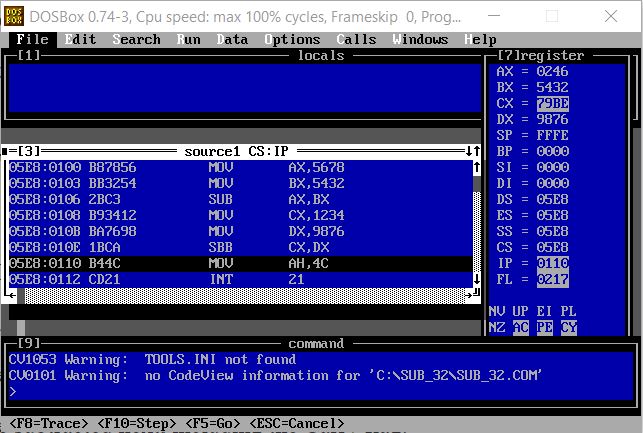 DOSBox 0.74-3, Cpu speed: max 100% cycles, Frameskip 0, Prog...
File Edit Search Run Data Options Calls Windows Help
[1] locals
[3] source1 CS:IP
05E8:0100 B87856 MOV AX,5678
05E8:0103 BB3254 MOV BX,5432
05E8:0106 2BC3 SUB AX,BX
05E8:0108 B93412 MOV CX,1234
05E8:010B BA7698 MOV DX,9876
05E8:010E 1BCA SBB CX,DX
05E8:0110 B44C MOV AH,4C
05E8:0112 CD21 INT 21
[7]register
AX = 0246
BX = 5432
CX = 79BE
DX = 9876
SP = FFFE
BP = 0000
SI = 0000
DI = 0000
DS = 05E8
ES = 05E8
SS = 05E8
CS = 05E8
IP = 0110
FL = 0217
NV UP EI PL
NZ AC PE CY
[9] command
CV1053 Warning: TOOLS.INI not found
CV0101 Warning: no CodeView information for 'C:\SUB_32\SUB_32.COM'
>
<F8=Trace> <F10=Step> <F5=Go> <ESC=Cancel>